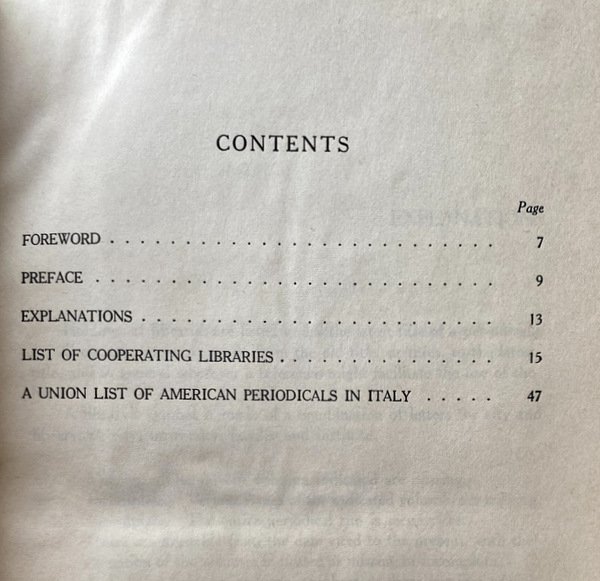 CONTENTS
Page
FOREWORD . . . . . . . . . . . . . . . . . . . . . . . . . 7
PREFACE . . . . . . . . . . . . . . . . . . . . . . . . . . 9
EXPLANATIONS . . . . . . . . . . . . . . . . . . . . . . . 13
LIST OF COOPERATING LIBRARIES . . . . . . . . . . . . . . 15
A UNION LIST OF AMERICAN PERIODICALS IN ITALY . . . . . 47